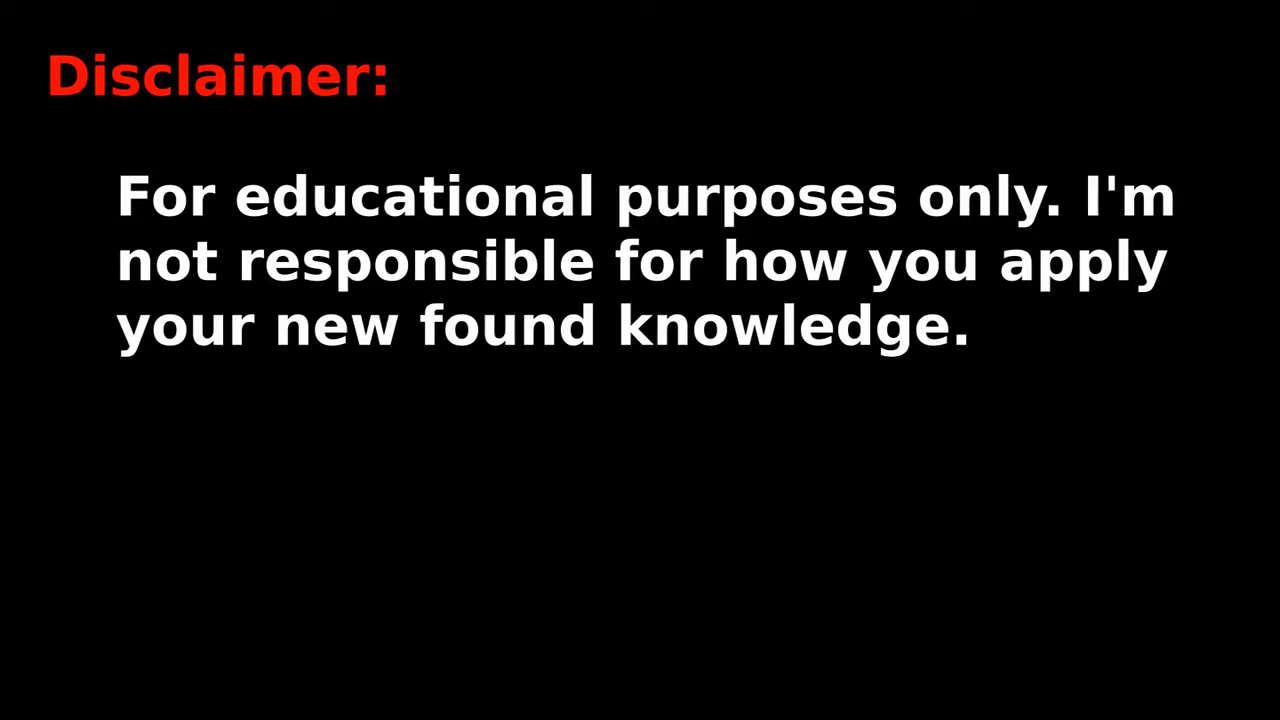 Disclaimer:
For educational purposes only. I'm
not responsible for how you apply
your new found knowledge.